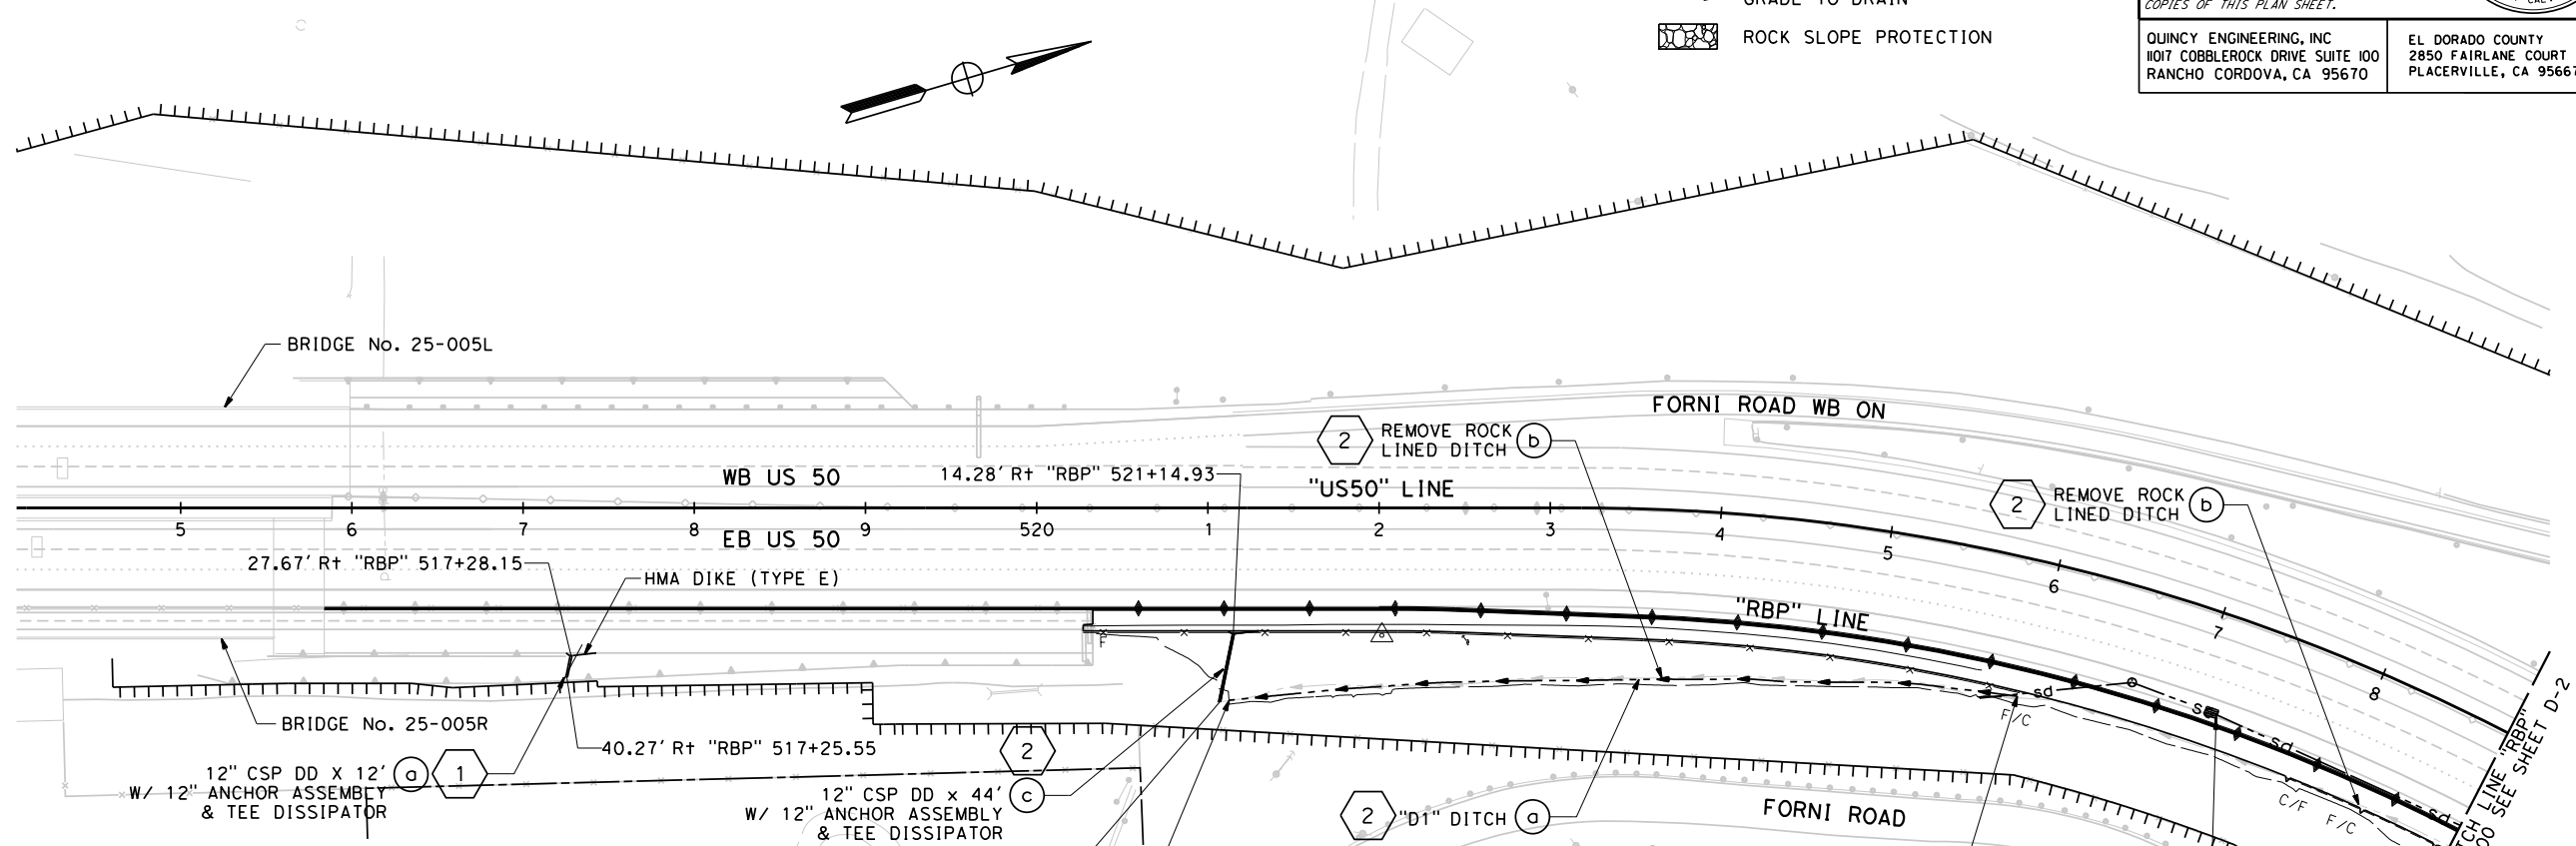 GRADE TO DRAIN
ROCK SLOPE PROTECTION
COPIES OF THIS PLAN SHEET.
CAL
QUINCY ENGINEERING, INC
11017 COBBLEROCK DRIVE SUITE 100
RANCHO CORDOVA, CA 95670
EL DORADO COUNTY
2850 FAIRLANE COURT
PLACERVILLE, CA 95667
BRIDGE No. 25-005L
FORNI ROAD WB ON
2
REMOVE ROCK
LINED DITCH
b
WB US 50
14.28' Rt "RBP" 521+14.93
"US50" LINE
2
REMOVE ROCK
LINED DITCH
b
5 6 7 8 9 520 1 2 3 4 5 6 7 8
EB US 50
27.67' Rt "RBP" 517+28.15
HMA DIKE (TYPE E)
"RBP" LINE
F
sd
F/C
sd
sd
BRIDGE No. 25-005R
40.27' Rt "RBP" 517+25.55
12" CSP DD X 12'
W/ 12" ANCHOR ASSEMBLY
& TEE DISSIPATOR
a
1
2
12" CSP DD x 44'
W/ 12" ANCHOR ASSEMBLY
& TEE DISSIPATOR
c
2
"D1" DITCH
a
FORNI ROAD
C/F
F/C
sd
LINE "RBP"
SEE SHEET D-2